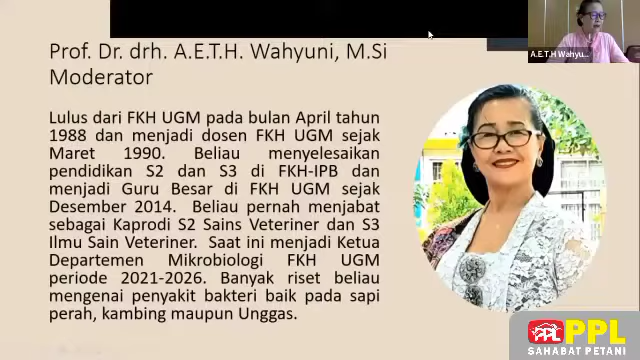 Prof. Dr. drh. A.E.T.H. Wahyuni, M.Si
Moderator
Lulus dari FKH UGM pada bulan April tahun
1988 dan menjadi dosen FKH UGM sejak
Maret 1990. Beliau menyelesaikan
pendidikan S2 dan S3 di FKH-IPB dan
menjadi Guru Besar di FKH UGM sejak
Desember 2014. Beliau pernah menjabat
sebagai Kaprodi S2 Sains Veteriner dan S3
Ilmu Sain Veteriner. Saat ini menjadi Ketua
Departemen Mikrobiologi FKH UGM
periode 2021-2026. Banyak riset beliau
mengenai penyakit bakteri baik pada sapi
perah, kambing maupun Unggas.
A.E.T.H Wahyu...
PPL
SAHABAT PETANI